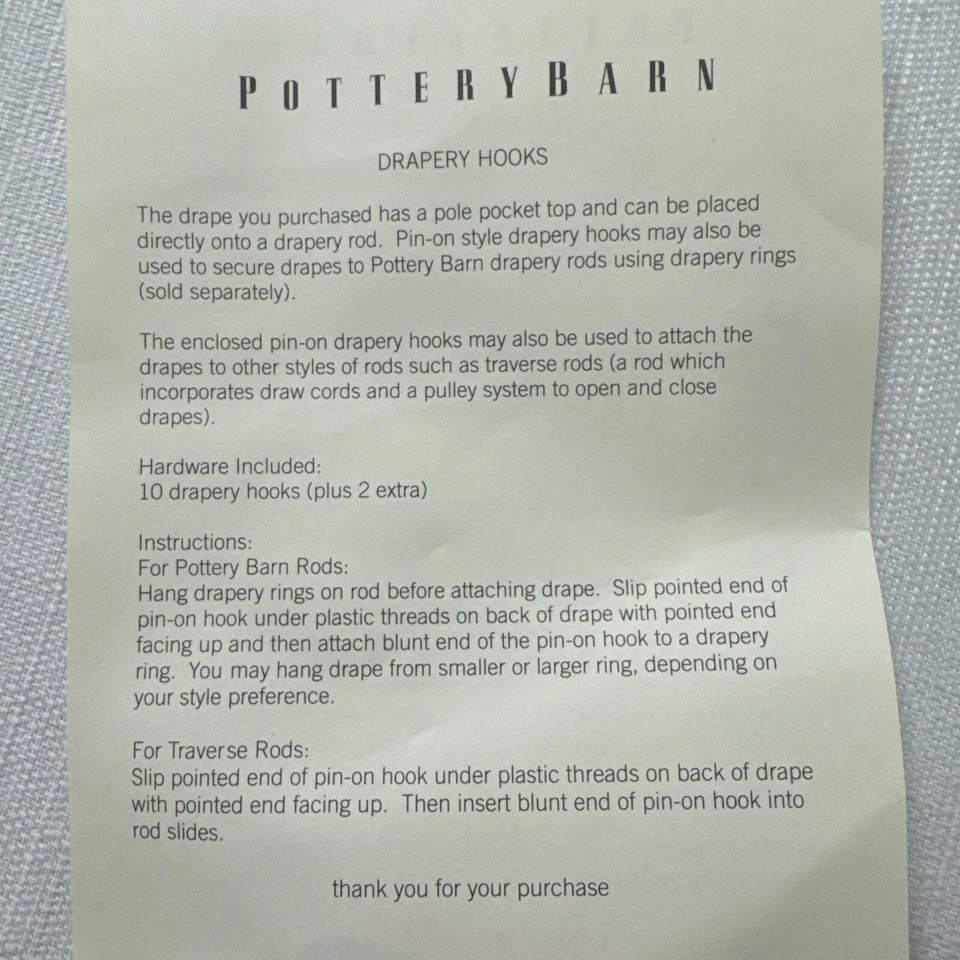 POTTERYBARN
DRAPERY HOOKS
The drape you purchased has a pole pocket top and can be placed
directly onto a drapery rod.  Pin-on style drapery hooks may also be
used to secure drapes to Pottery Barn drapery rods using drapery rings
(sold separately).
The enclosed pin-on drapery hooks may also be used to attach the
drapes to other styles of rods such as traverse rods (a rod which
incorporates draw cords and a pulley system to open and close
drapes).
Hardware Included:
10 drapery hooks (plus 2 extra)
Instructions:
For Pottery Barn Rods:
Hang drapery rings on rod before attaching drape.  Slip pointed end of
pin-on hook under plastic threads on back of drape with pointed end
facing up and then attach blunt end of the pin-on hook to a drapery
ring.  You may hang drape from smaller or larger ring, depending on
your style preference.
For Traverse Rods:
Slip pointed end of pin-on hook under plastic threads on back of drape
with pointed end facing up.  Then insert blunt end of pin-on hook into
rod slides.
thank you for your purchase